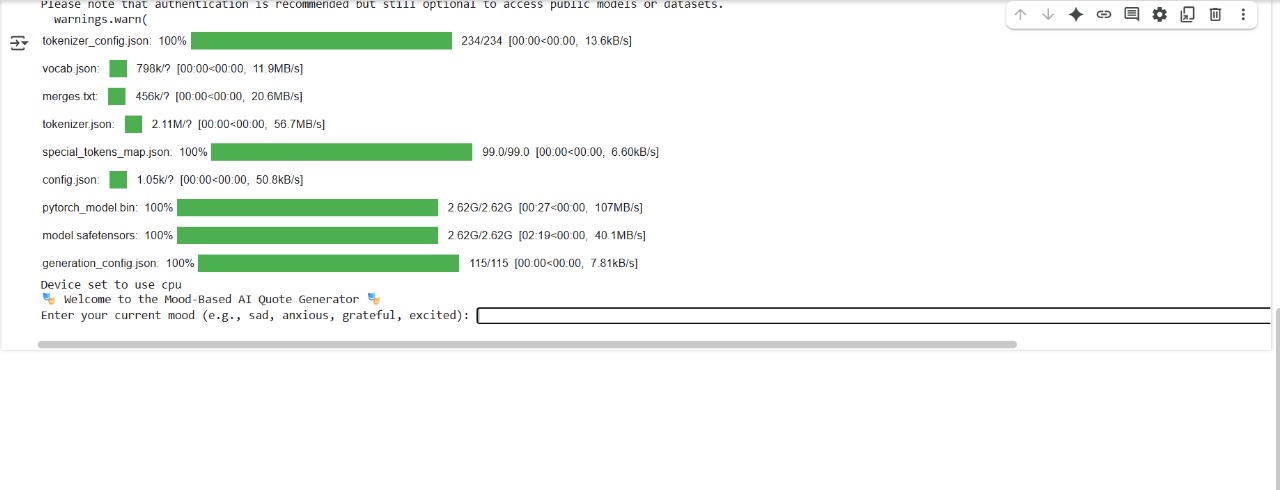 Please note that authentication is recommended but still optional to access public models or datasets.
warnings.warn(
tokenizer_config.json: 100% 234/234 [00:00<00:00, 13.6kB/s]
vocab.json: 798k/? [00:00<00:00, 11.9MB/s]
merges.txt: 456k/? [00:00<00:00, 20.6MB/s]
tokenizer.json: 2.11M/? [00:00<00:00, 56.7MB/s]
special_tokens_map.json: 100% 99.0/99.0 [00:00<00:00, 6.60kB/s]
config.json: 1.05k/? [00:00<00:00, 50.8kB/s]
pytorch_model.bin: 100% 2.62G/2.62G [00:27<00:00, 107MB/s]
model.safetensors: 100% 2.62G/2.62G [02:19<00:00, 40.1MB/s]
generation_config.json: 100% 115/115 [00:00<00:00, 7.81kB/s]
Device set to use cpu
🎭 Welcome to the Mood-Based AI Quote Generator 🎭
Enter your current mood (e.g., sad, anxious, grateful, excited):